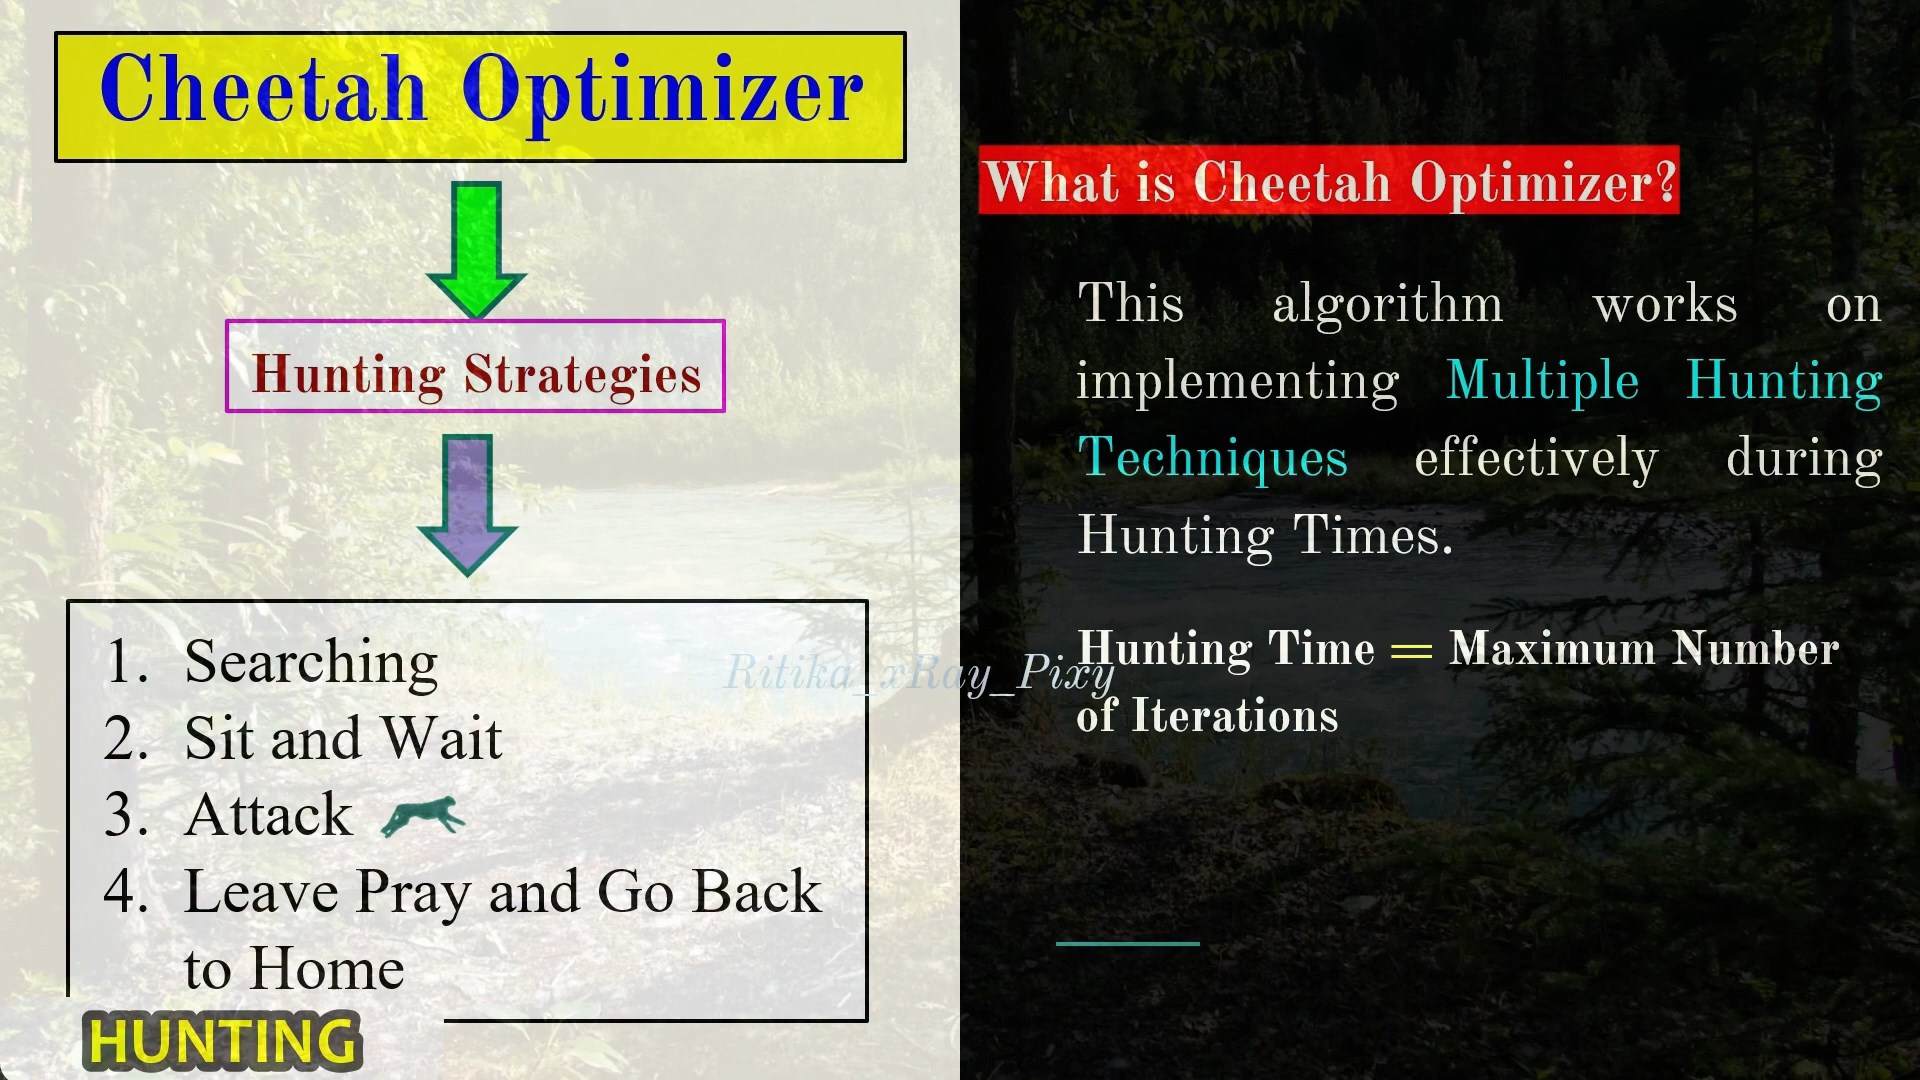 Cheetah Optimizer
Hunting Strategies
1. Searching
2. Sit and Wait
3. Attack
4. Leave Pray and Go Back
to Home
HUNTING
What is Cheetah Optimizer?
This algorithm works on
implementing Multiple Hunting
Techniques effectively during
Hunting Times.
Hunting Time = Maximum Number
of Iterations
Ritika_xRay_Pixy